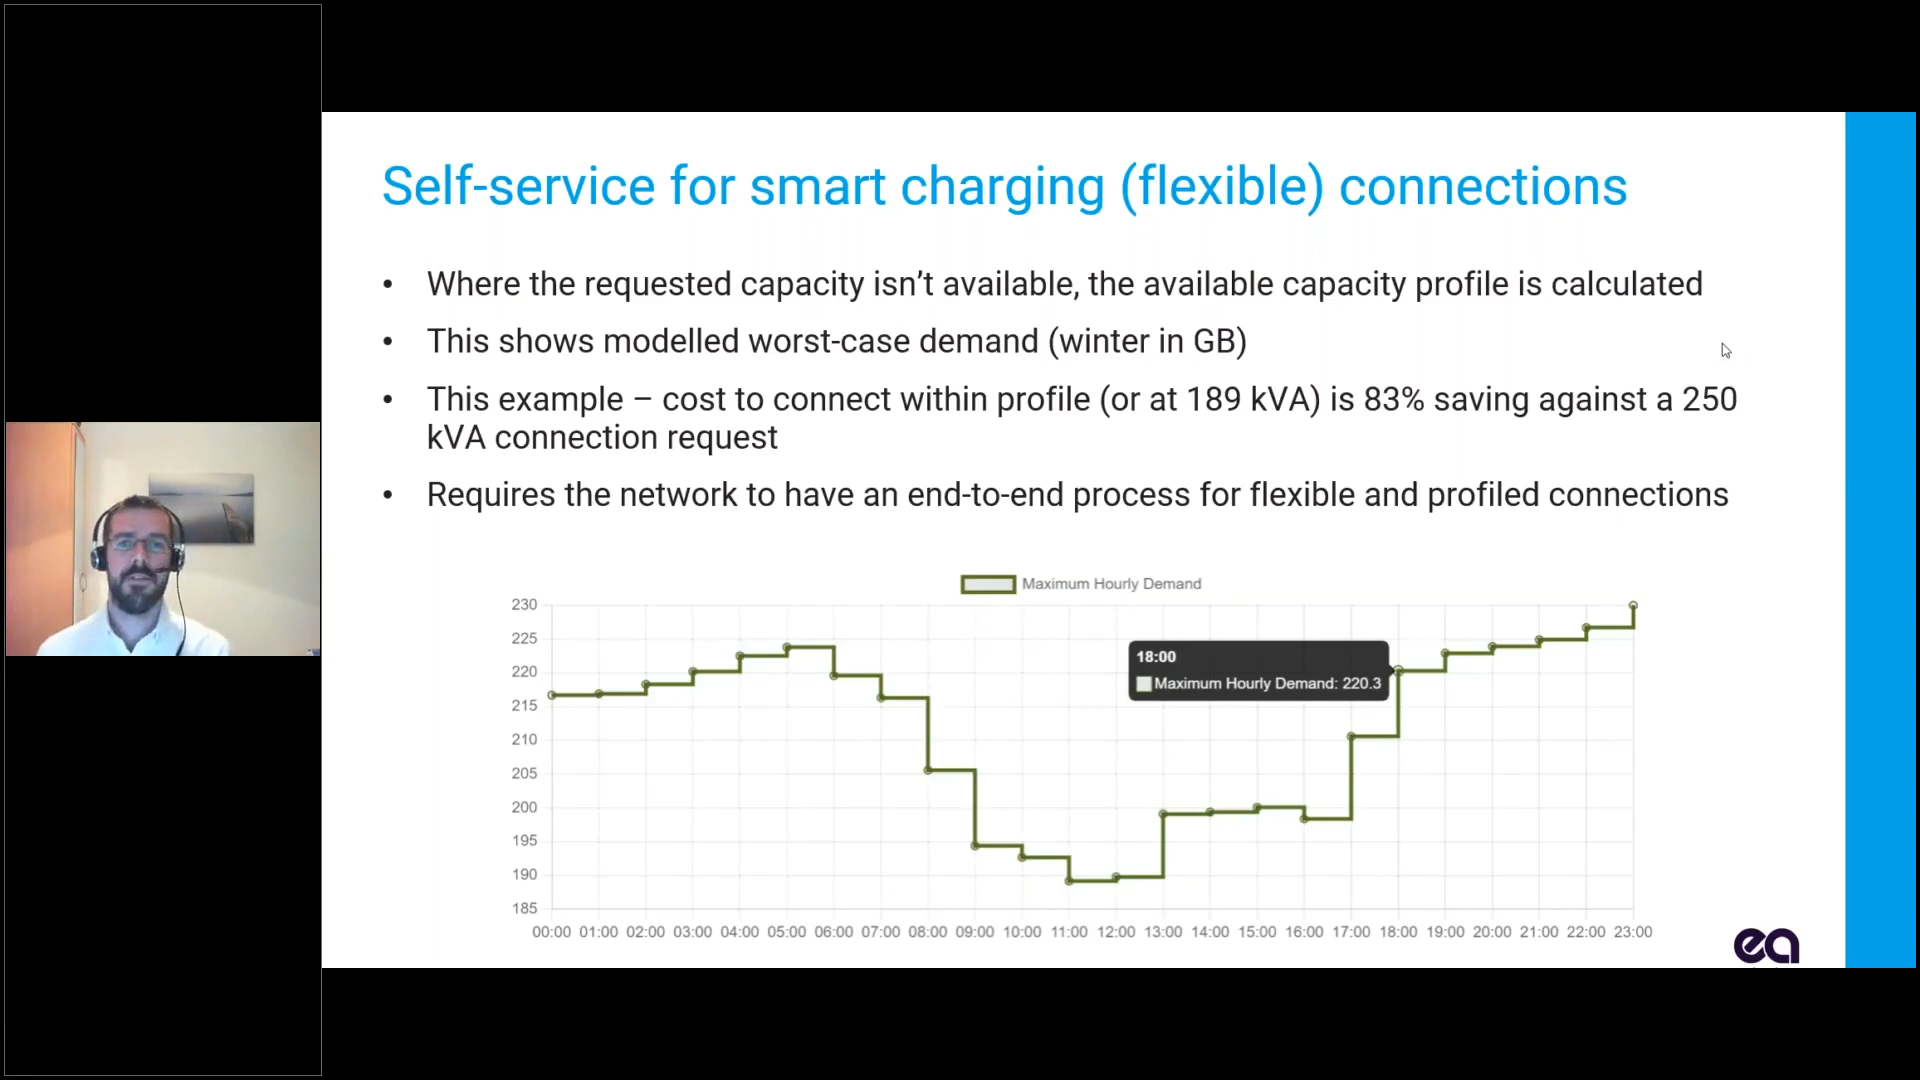 Self-service for smart charging (flexible) connections
• Where the requested capacity isn’t available, the available capacity profile is calculated
• This shows modelled worst-case demand (winter in GB)
• This example – cost to connect within profile (or at 189 kVA) is 83% saving against a 250
kVA connection request
• Requires the network to have an end-to-end process for flexible and profiled connections
Maximum Hourly Demand
230
225
220
215
210
205
200
195
190
185
18:00
Maximum Hourly Demand: 220.3
00:00 01:00 02:00 03:00 04:00 05:00 06:00 07:00 08:00 09:00 10:00 11:00 12:00 13:00 14:00 15:00 16:00 17:00 18:00 19:00 20:00 21:00 22:00 23:00
ea